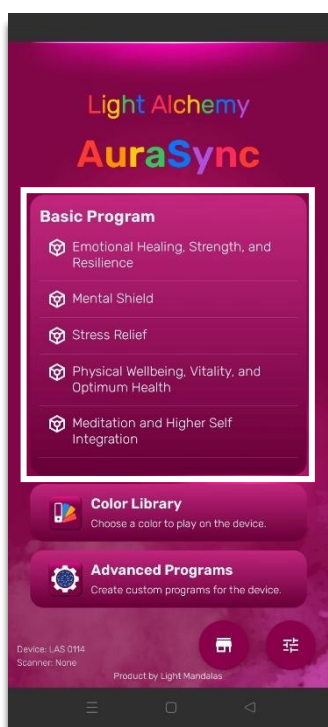 Light Alchemy
AuraSync
Basic Program
Emotional Healing, Strength, and
Resilience
Mental Shield
Stress Relief
Physical Wellbeing, Vitality, and
Optimum Health
Meditation and Higher Self
Integration
Color Library
Choose a color to play on the device.
Advanced Programs
Create custom programs for the device.
Device: LAS 0114
Scanner: None
Product by Light Mandalas